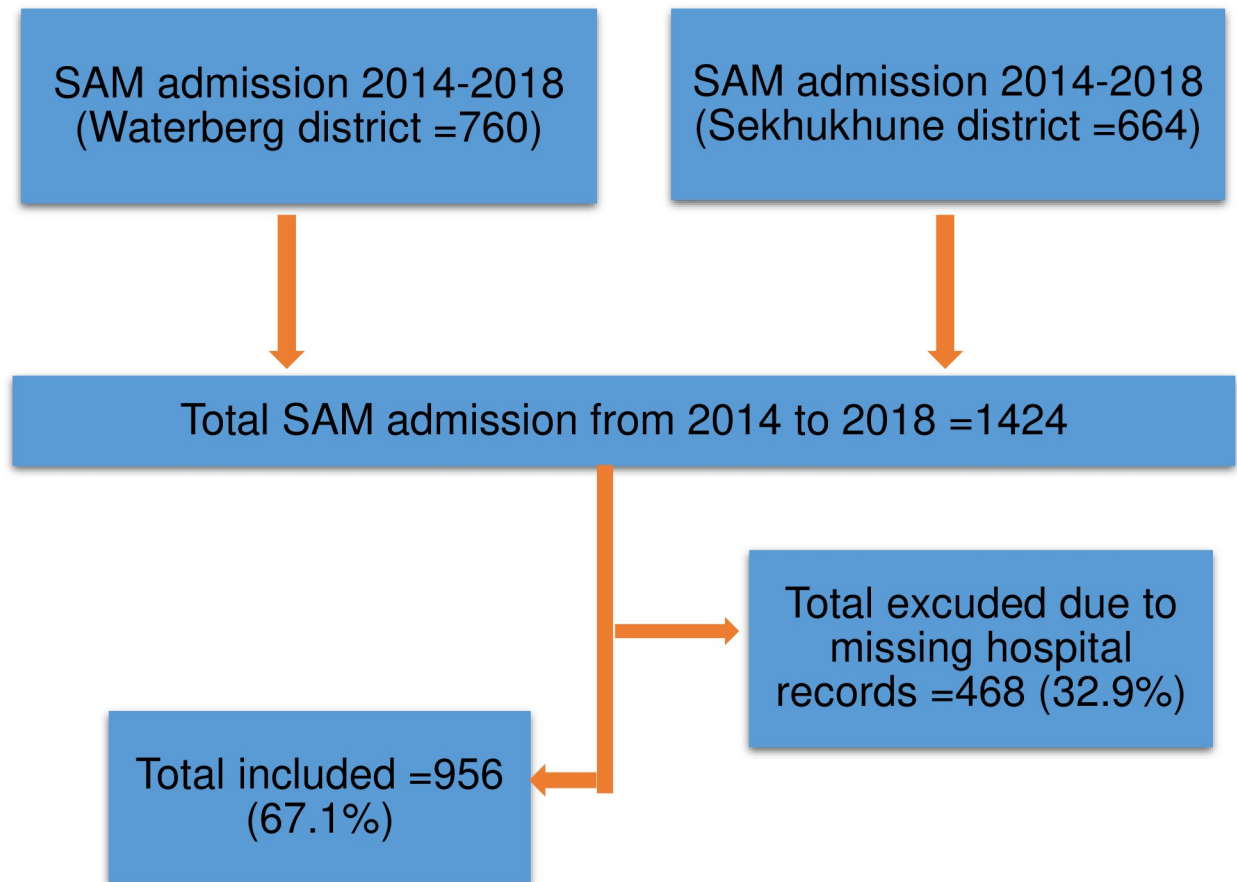 SAM admission 2014-2018
(Waterberg district =760)
SAM admission 2014-2018
(Sekhukhune district =664)
Total SAM admission from 2014 to 2018 =1424
Total excuded due to
missing hospital
records =468 (32.9%)
Total included =956
(67.1%)